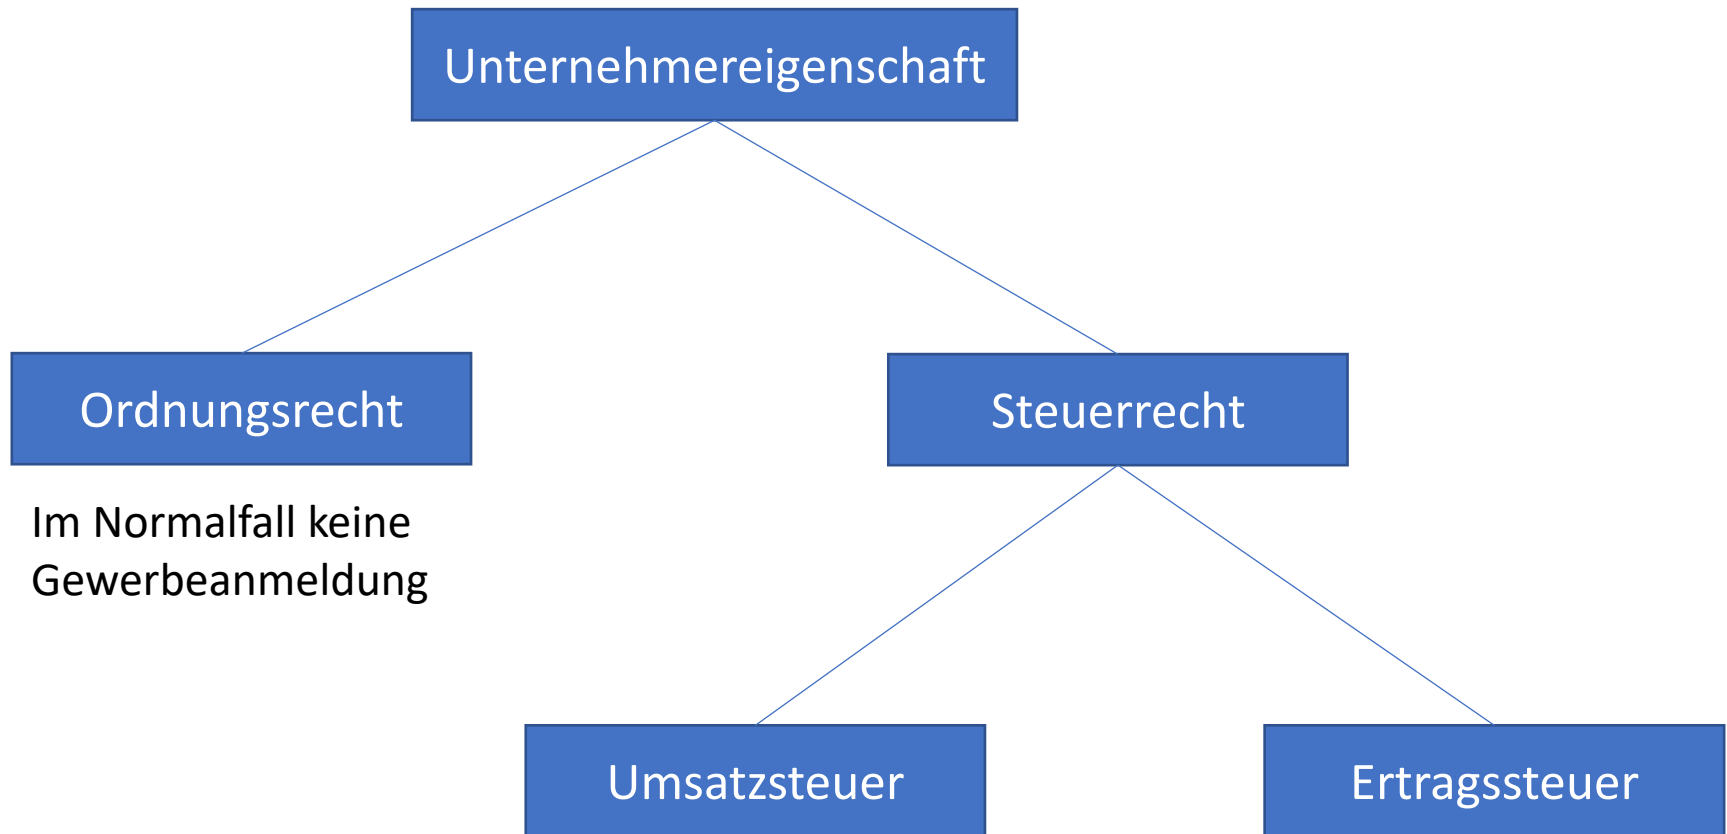 Unternehmereigenschaft
Ordnungsrecht
Steuerrecht
Im Normalfall keine
Gewerbeanmeldung
Umsatzsteuer
Ertragssteuer